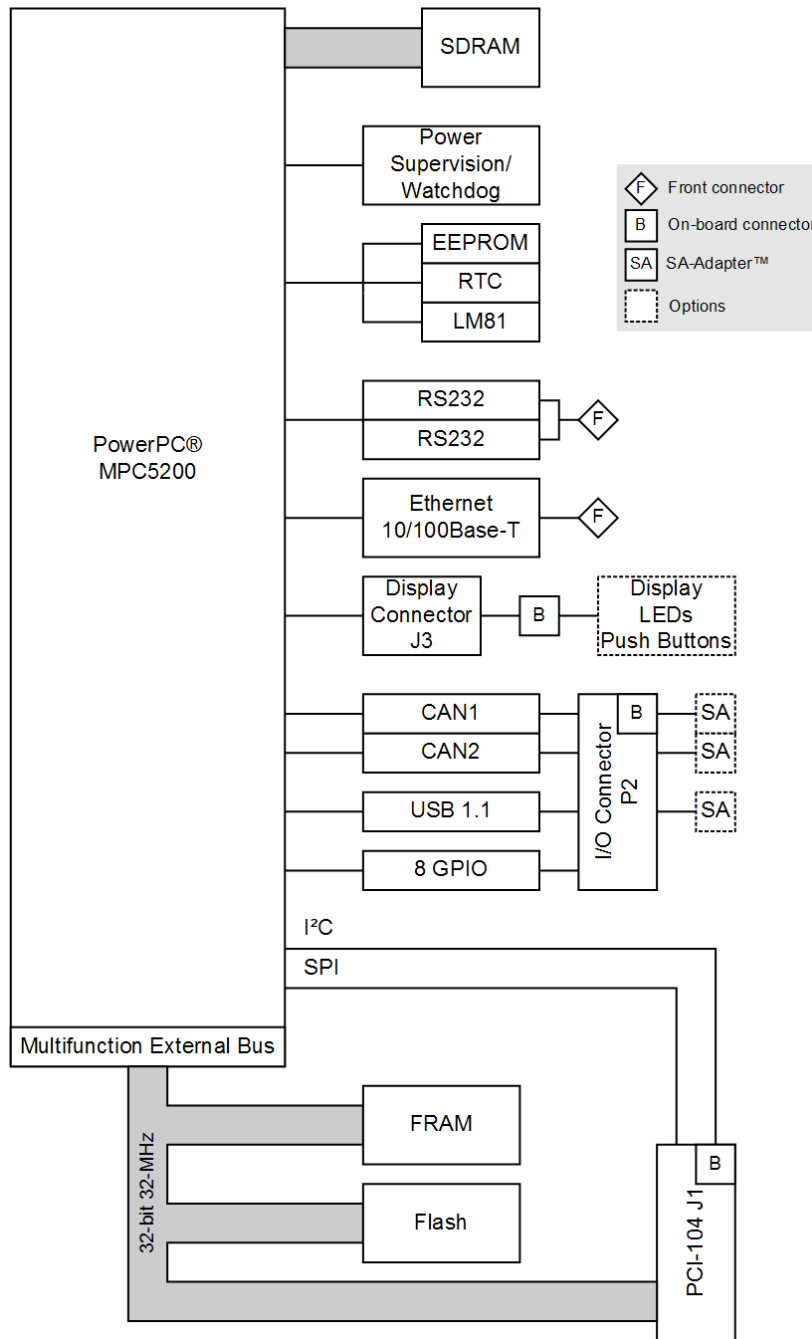 SDRAM
Power
Supervision/
Watchdog
F Front connector
B On-board connector
SA SA-Adapter™
Options
EEPROM
RTC
LM81
PowerPC®
MPC5200
RS232
RS232
F
Ethernet
10/100Base-T
F
Display
Connector
J3
B
Display
LEDs
Push Buttons
CAN1
CAN2
USB 1.1
8 GPIO
I/O Connector
P2
B
SA
SA
SA
I²C
SPI
Multifunction External Bus
32-bit 32-MHz
FRAM
Flash
B
PCI-104 J1